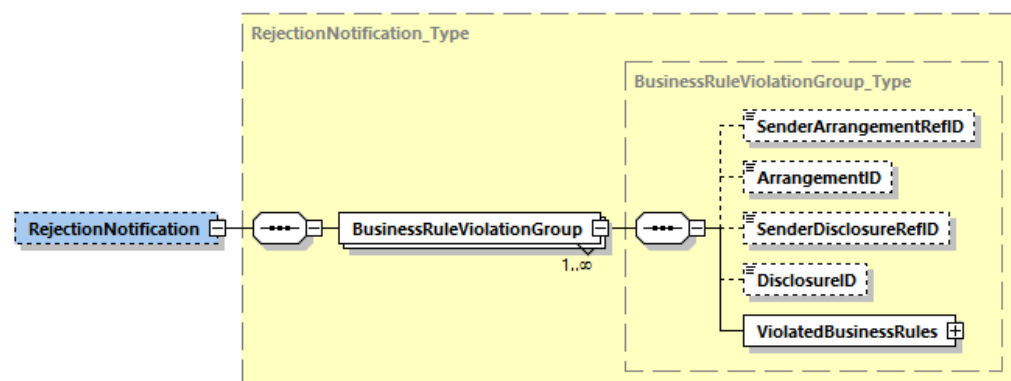 RejectionNotification_Type
BusinessRuleViolationGroup_Type
SenderArrangementRefID
ArrangementID
RejectionNotification
BusinessRuleViolationGroup
SenderDisclosureRefID
1..∞
DisclosureID
ViolatedBusinessRules